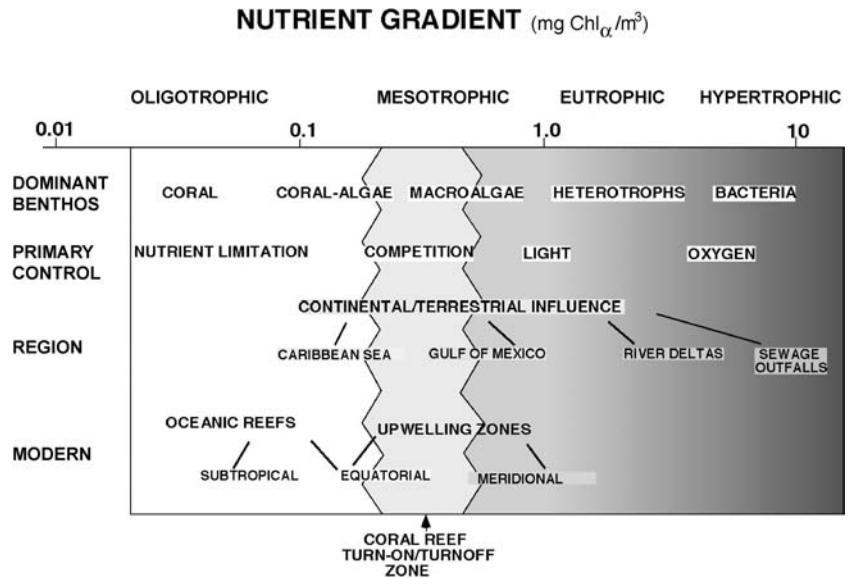 NUTRIENT GRADIENT (mg Chlα/m³)
OLIGOTROPHIC MESOTROPHIC EUTROPHIC HYPERTROPHIC
0.01 0.1 1.0 10
DOMINANT BENTHOS
CORAL CORAL-ALGAE MACROALGAE HETEROTROPHS BACTERIA
PRIMARY CONTROL
NUTRIENT LIMITATION COMPETITION LIGHT OXYGEN
CONTINENTAL/TERRESTRIAL INFLUENCE
REGION
CARIBBEAN SEA GULF OF MEXICO RIVER DELTAS SEWAGE OUTFALLS
OCEANIC REEFS UPWELLING ZONES
MODERN
SUBTROPICAL EQUATORIAL MERIDIONAL
CORAL REEF
TURN-ON/TURNOFF
ZONE